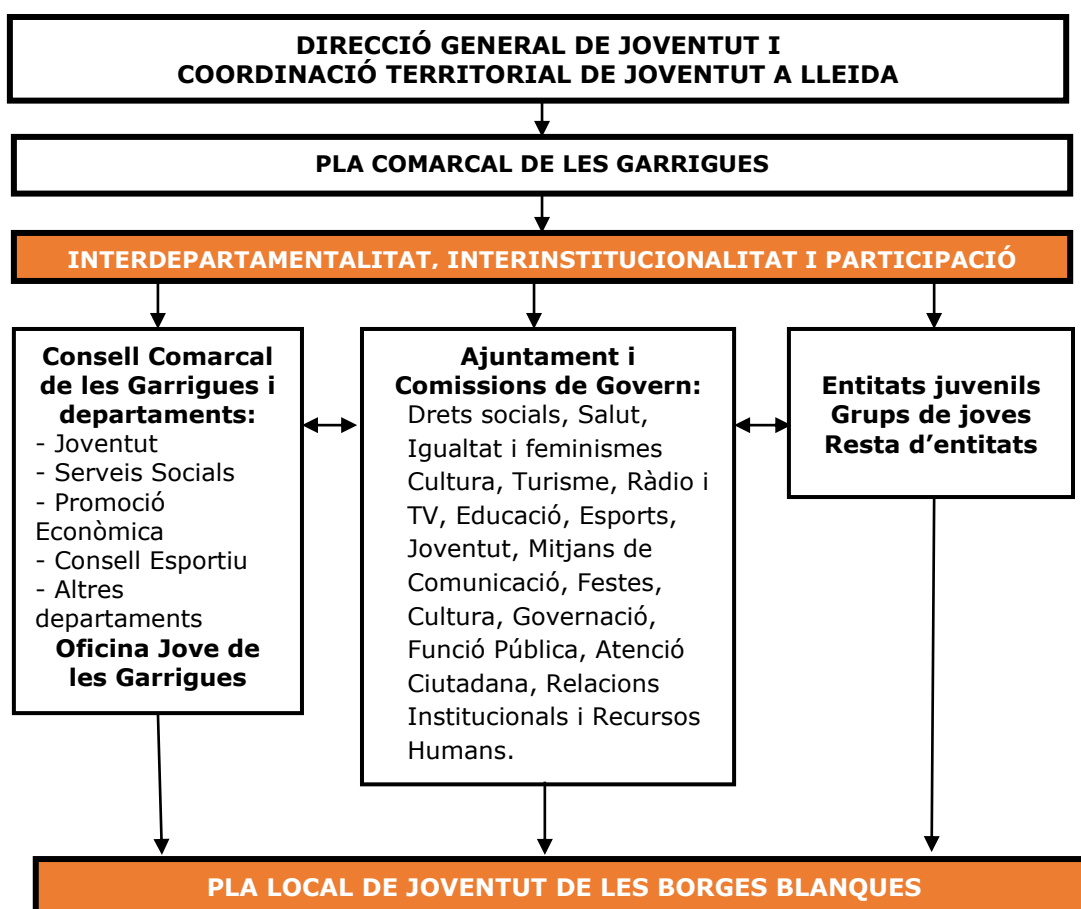 DIRECCIÓ GENERAL DE JOVENTUT I
COORDINACIÓ TERRITORIAL DE JOVENTUT A LLEIDA
PLA COMARCAL DE LES GARRIGUES
INTERDEPARTAMENTALITAT, INTERINSTITUCIONALITAT I PARTICIPACIÓ
Consell Comarcal
de les Garrigues i
departaments:
- Joventut
- Serveis Socials
- Promoció
Econòmica
- Consell Esportiu
- Altres
departaments
Oficina Jove de
les Garrigues
Ajuntament i
Comissions de Govern:
Drets socials, Salut,
Igualtat i feminismes
Cultura, Turisme, Ràdio i
TV, Educació, Esports,
Joventut, Mitjans de
Comunicació, Festes,
Cultura, Governació,
Funció Pública, Atenció
Ciutadana, Relacions
Institucionals i Recursos
Humans.
Entitats juvenils
Grups de joves
Resta d’entitats
PLA LOCAL DE JOVENTUT DE LES BORGES BLANQUES